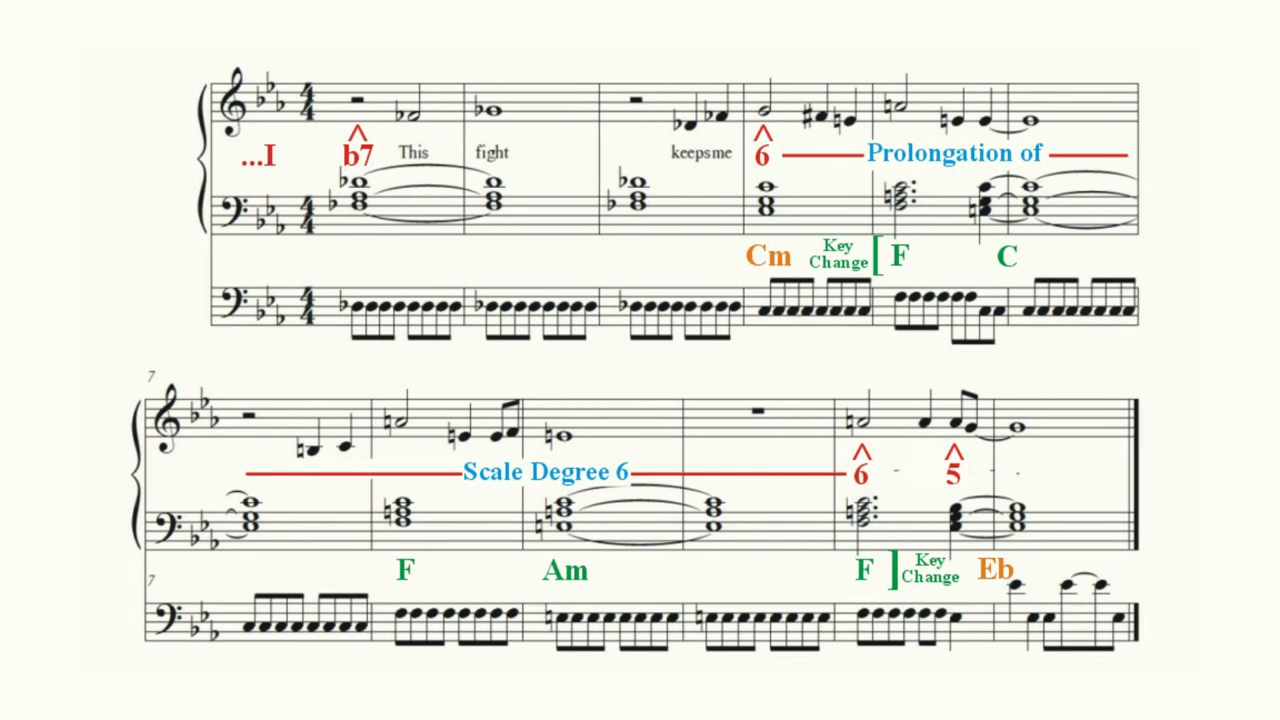 ...I b7 This fight keepsme 6 Prolongation of
Cm Key Change [ F C
7
Scale Degree 6 6 - 5 - .
F Am F ] Key Change Eb
7